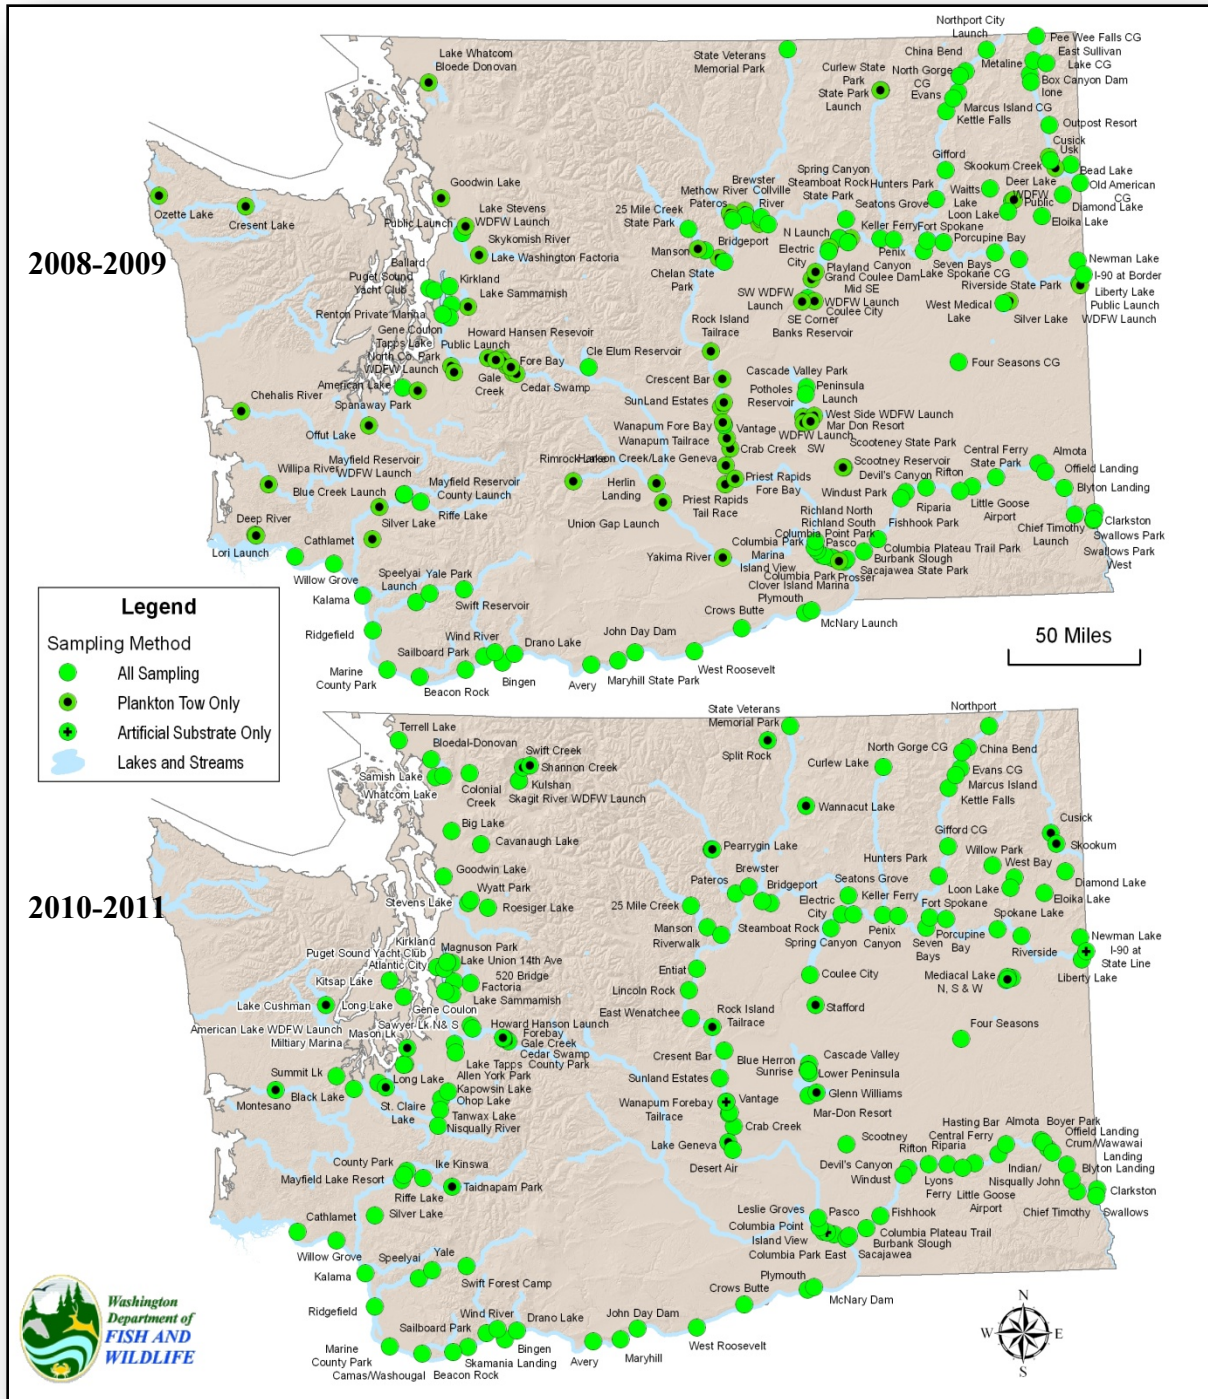 Northport City
Launch
Pee Wee Falls CG
East Sullivan
Lake CG
China Bend
Metaline
Box Canyon Dam
Ione
Lake Whatcom
Bloede Donovan
State Veterans
Memorial Park
Curlew State
Park
State Park
Launch
North Gorge
CG
Evans
Marcus Island CG
Kettle Falls
Outpost Resort
Cusick
Usk
Skookum Creek
Bead Lake
Old American
CG
Gifford
Deer Lake
WDFW
Public
Diamond Lake
Waitts
Lake
Loon Lake
Eloika Lake
Spring Canyon
Steamboat Rock
State Park
Hunters Park
Seatons Grove
Brewster
Methow River
Pateros
Collville
River
Goodwin Lake
Ozette Lake
Cresent Lake
Public Launch
Lake Stevens
WDFW Launch
Skykomish River
Lake Washington Factoria
25 Mile Creek
State Park
Manson
Bridgeport
Chelan State
Park
N Launch
Electric
City
Keller Ferry
Fort Spokane
Porcupine Bay
Penix
Canyon
Seven Bays
Lake Spokane CG
Newman Lake
I-90 at Border
2008-2009
Ballard
Puget Sound
Yacht Club
Kirkland
Lake Sammamish
Renton Private Marina
Gene Coulon
Playland
Grand Coulee Dam
Mid SE
SW WDFW
Launch
WDFW Launch
Coulee City
SE Corner
Banks Reservoir
Riverside State Park
West Medical
Lake
Silver Lake
Liberty Lake
Public Launch
WDFW Launch
Tapps Lake
North Co. Park
WDFW Launch
Public Launch
Howard Hansen Resevoir
Fore Bay
Gale
Creek
Cedar Swamp
Cle Elum Reservoir
Rock Island
Tailrace
American Lake
Spanaway Park
Chehalis River
Offut Lake
Crescent Bar
SunLand Estates
Cascade Valley Park
Potholes
Reservoir
Peninsula
Launch
Four Seasons CG
Wanapum Fore Bay
Vantage
Wanapum Tailrace
Crab Creek
West Side WDFW Launch
Mar Don Resort
WDFW Launch
SW
Scooteney State Park
Mayfield Reservoir
WDFW Launch
Willipa River
Blue Creek Launch
Mayfield Reservoir
County Launch
Rimrock Lake
Herlin
Landing
Priest Rapids
Fore Bay
Priest Rapids
Tail Race
Scootney Reservoir
Devil's Canyon
Rifton
Central Ferry
State Park
Almota
Offield Landing
Blyton Landing
Windust Park
Riparia
Little Goose
Airport
Deep River
Silver Lake
Riffe Lake
Union Gap Launch
Richland North
Richland South
Columbia Point Park
Fishhook Park
Chief Timothy
Launch
Clarkston
Swallows Park
Swallows Park
West
Lori Launch
Cathlamet
Yakima River
Columbia Park
Marina
Pasco
Island View
Columbia Plateau Trail Park
Burbank Slough
Sacajawea State Park
Columbia Park
Prosser
Clover Island Marina
Willow Grove
Kalama
Speelyai
Launch
Yale Park
Swift Reservoir
Plymouth
McNary Launch
Crows Butte
Ridgefield
Wind River
Sailboard Park
Drano Lake
John Day Dam
Marine
County Park
Beacon Rock
Bingen
Avery
Maryhill State Park
West Roosevelt
Legend
Sampling Method
All Sampling
Plankton Tow Only
Artificial Substrate Only
Lakes and Streams
50 Miles
Terrell Lake
Bloedal-Donovan
Swift Creek
Shannon Creek
Samish Lake
Whatcom Lake
Colonial
Creek
Kulshan
Skagit River WDFW Launch
State Veterans
Memorial Park
Split Rock
Northport
North Gorge CG
China Bend
Curlew Lake
Evans CG
Marcus Island
Kettle Falls
Wannacut Lake
Big Lake
Cavanaugh Lake
Cusick
Skookum
Pearrygin Lake
Gifford CG
Willow Park
Hunters Park
West Bay
Diamond Lake
Goodwin Lake
Loon Lake
Eloika Lake
2010-2011
Stevens Lake
Wyatt Park
Roesiger Lake
25 Mile Creek
Pateros
Brewster
Bridgeport
Seatons Grove
Keller Ferry
Electric
City
Fort Spokane
Spokane Lake
Manson
Riverwalk
Steamboat Rock
Spring Canyon
Penix
Canyon
Seven
Bays
Porcupine
Bay
Riverside
Newman Lake
I-90 at
State Line
Liberty Lake
Kirkland
Magnuson Park
Puget Sound Yacht Club
Atlantic City
Lake Union 14th Ave
Kitsap Lake
520 Bridge
Factoria
Entiat
Coulee City
Mediacal Lake
N, S & W
Lake Cushman
Long Lake
Lake Sammamish
Gene Coulon
Lincoln Rock
Stafford
American Lake WDFW Launch
Miltiary Marina
Sawyer Lk N& S
Howard Hanson Launch
Forebay
Gale Creek
Cedar Swamp
East Wenatchee
Rock Island
Tailrace
Four Seasons
Mason Lk
Lake Tapps
County Park
Cresent Bar
Blue Herron
Sunrise
Cascade Valley
Lower Peninsula
Summit Lk
Long Lake
Allen York Park
Kapowsin Lake
Sunland Estates
Glenn Williams
Montesano
Black Lake
St. Claire
Lake
Ohop Lake
Tanwax Lake
Nisqually River
Wanapum Forebay
Tailrace
Vantage
Mar-Don Resort
Crab Creek
Lake Geneva
Desert Air
Scootney
Hasting Bar
Almota
Boyer Park
Central Ferry
Offield Landing
Crum/Wawawai
Landing
Rifton
Riparia
Devil's Canyon
Windust
Lyons
Ferry
Indian/
Nisqually John
Blyton Landing
Little Goose
Airport
Chief Timothy
Clarkston
Swallows
County Park
Ike Kinswa
Mayfield Lake Resort
Taidnapam Park
Riffe Lake
Silver Lake
Cathlamet
Willow Grove
Leslie Groves
Pasco
Fishhook
Columbia Point
Island View
Columbia Plateau Trail
Burbank Slough
Columbia Park East
Sacajawea
Speelyai
Yale
Kalama
Swift Forest Camp
Plymouth
McNary Dam
Crows Butte
Ridgefield
Wind River
Drano Lake
John Day Dam
Sailboard Park
West Roosevelt
Marine
County Park
Bingen
Avery
Maryhill
Skamania Landing
Camas/Washougal
Beacon Rock
Washington
Department of
FISH AND
WILDLIFE
N
W
E
S